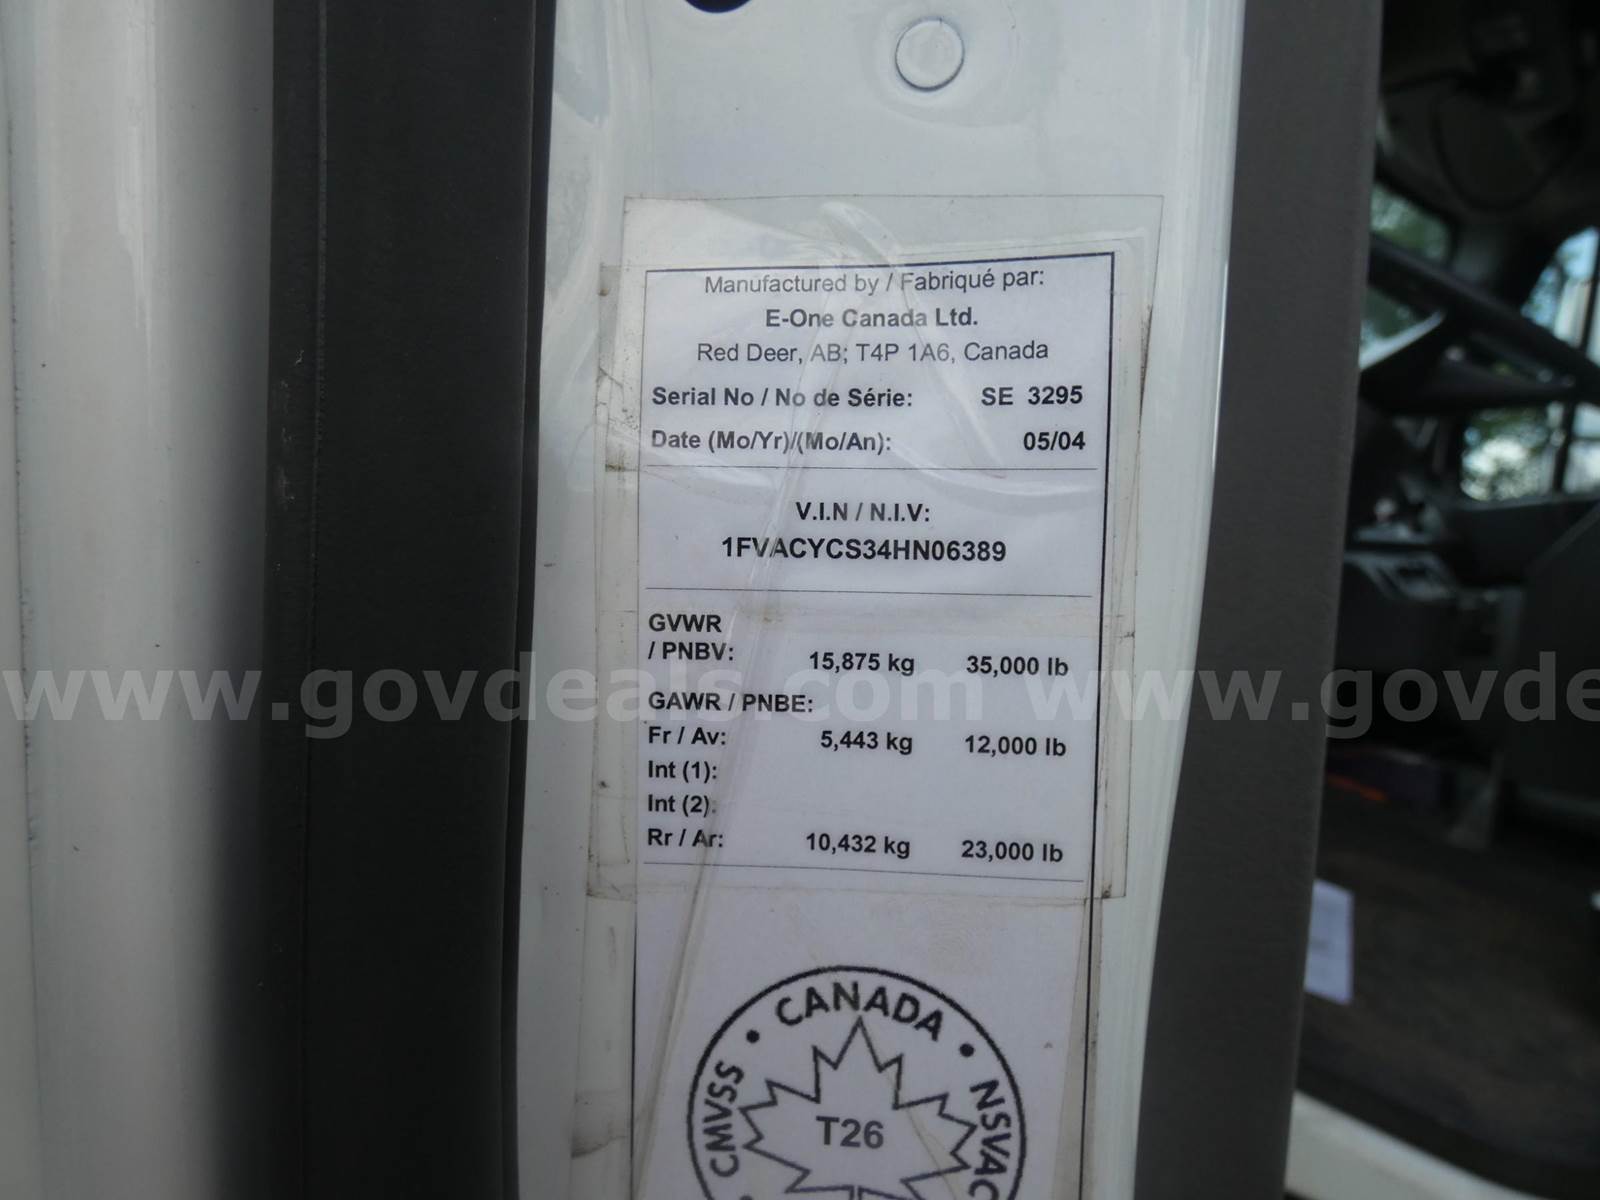 Manufactured by / Fabriqué par:
E-One Canada Ltd.
Red Deer, AB; T4P 1A6, Canada
Serial No / No de Série: SE 3295
Date (Mo/Yr)/(Mo/An): 05/04
V.I.N / N.I.V:
1FVACYCS34HN06389
GVWR
/ PNBV: 15,875 kg 35,000 lb
www.govdeals.com www.govde
GAWR / PNBE:
Fr / Av: 5,443 kg 12,000 lb
Int (1):
Int (2):
Rr / Ar: 10,432 kg 23,000 lb
CANADA
CMVSS • NSVAC
T26